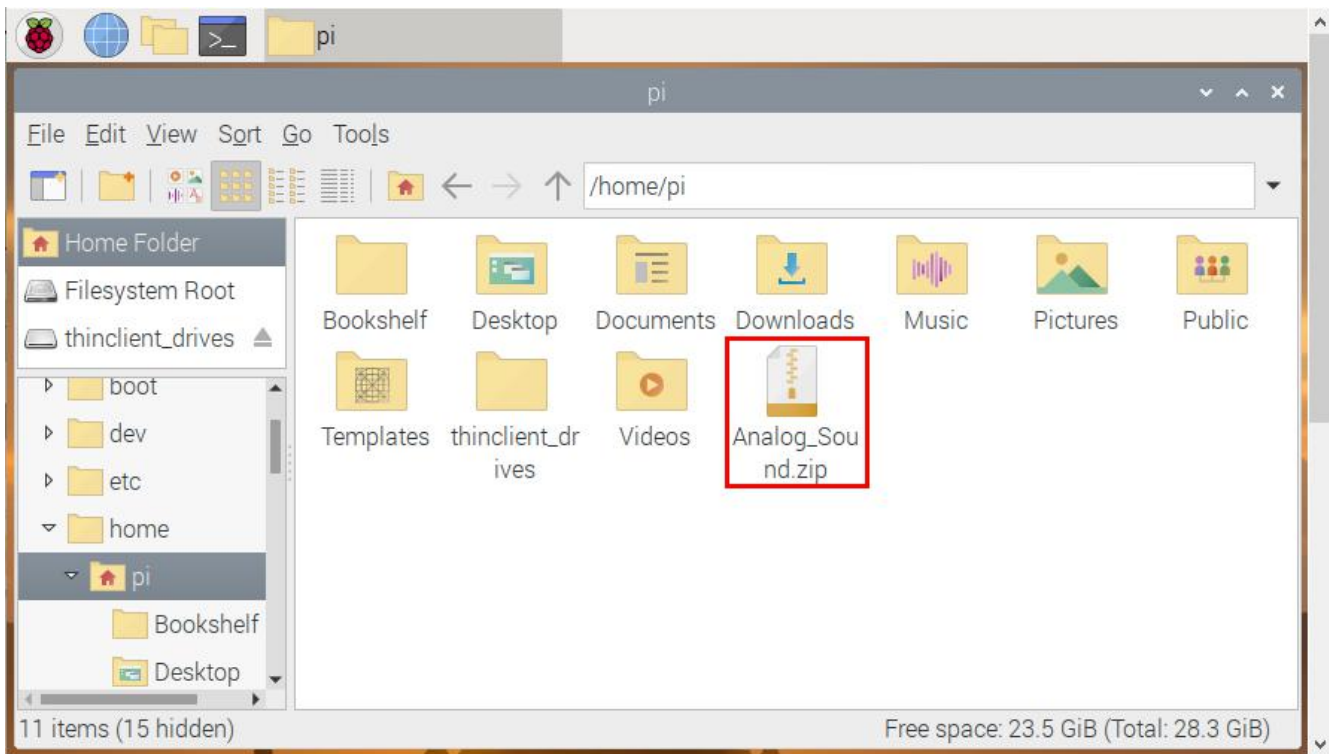 pi
pi
File Edit View Sort Go Tools
/home/pi
Home Folder
Filesystem Root
thinclient_drives
boot
dev
etc
home
pi
Bookshelf
Desktop
Bookshelf Desktop Documents Downloads Music Pictures Public
Templates thinclient_dr
ives Videos Analog_Sou
nd.zip
11 items (15 hidden) Free space: 23.5 GiB (Total: 28.3 GiB)